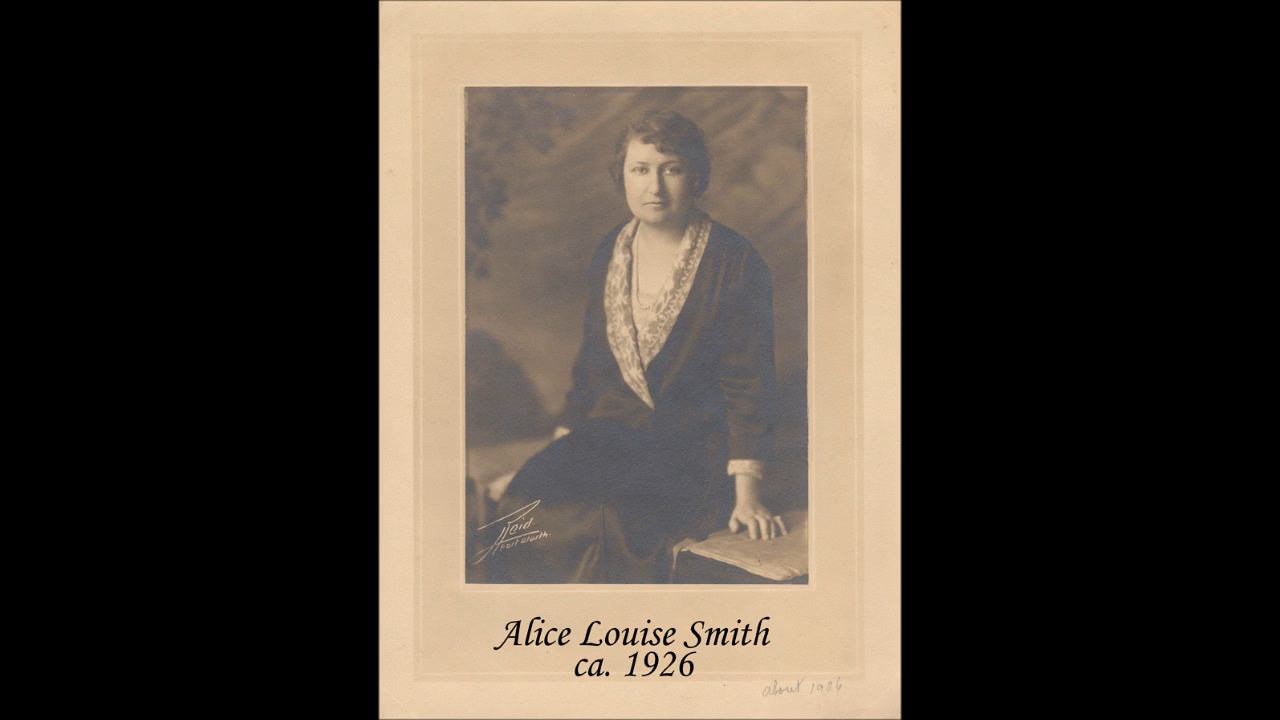 Reid.
Fort Worth.
Alice Louise Smith
ca. 1926
about 1926